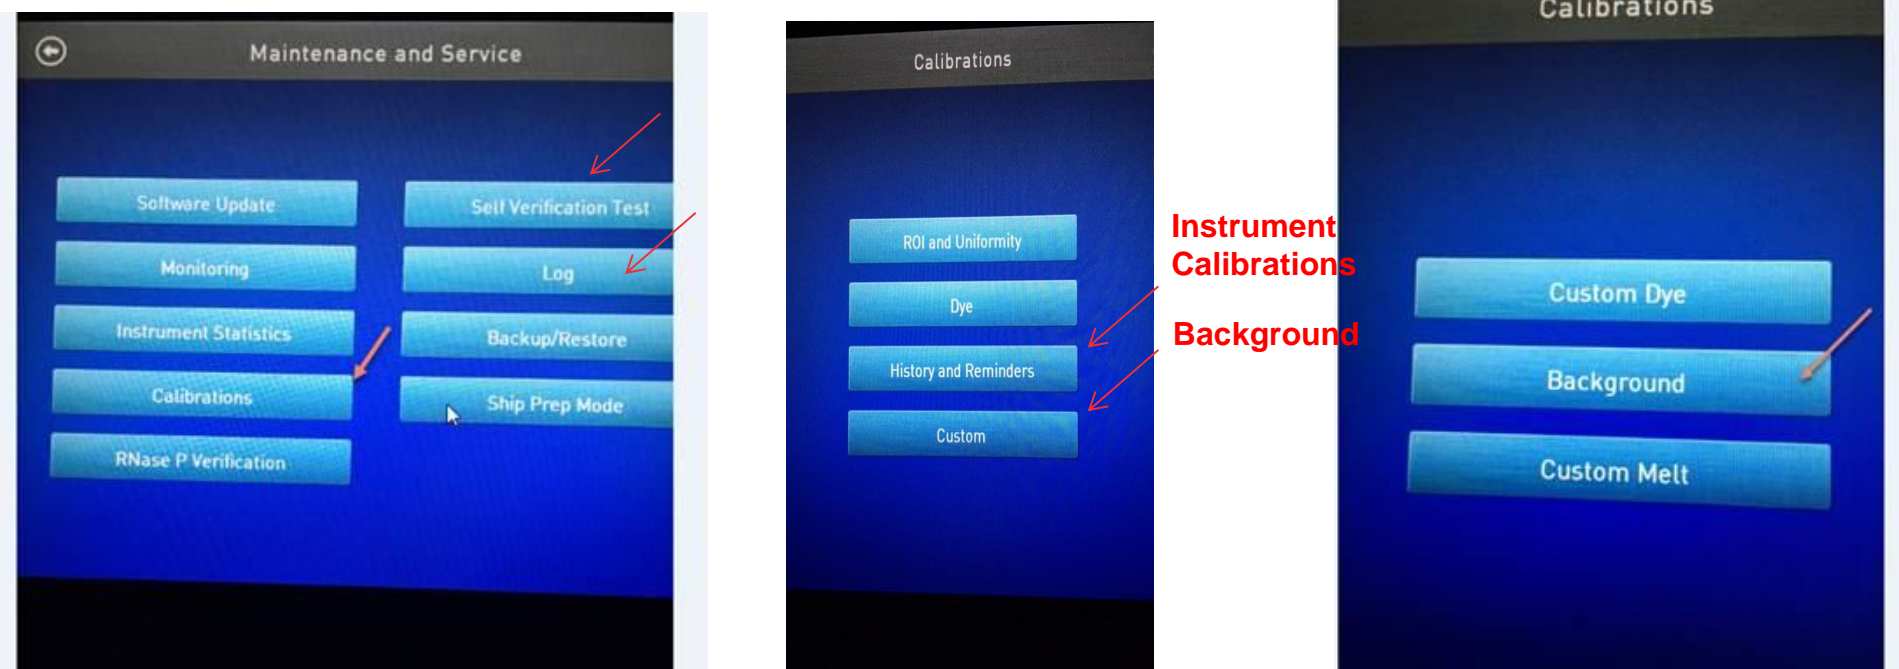 Maintenance and Service
Software Update
Self Verification Test
Monitoring
Log
Instrument Statistics
Backup/Restore
Calibrations
Ship Prep Mode
RNase P Verification
Calibrations
ROI and Uniformity
Dye
History and Reminders
Custom
Instrument
Calibrations
Background
Calibrations
Custom Dye
Background
Custom Melt